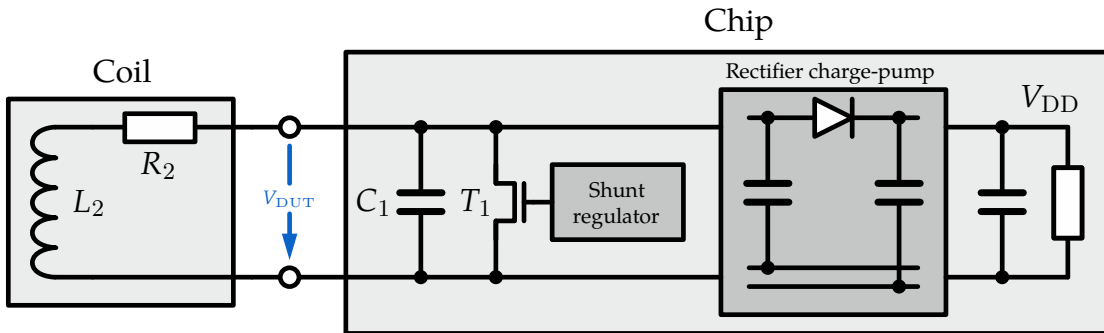 Chip
Coil
Rectifier charge-pump
V_DD
R_2
L_2
V_DUT
C_1
T_1
Shunt
regulator